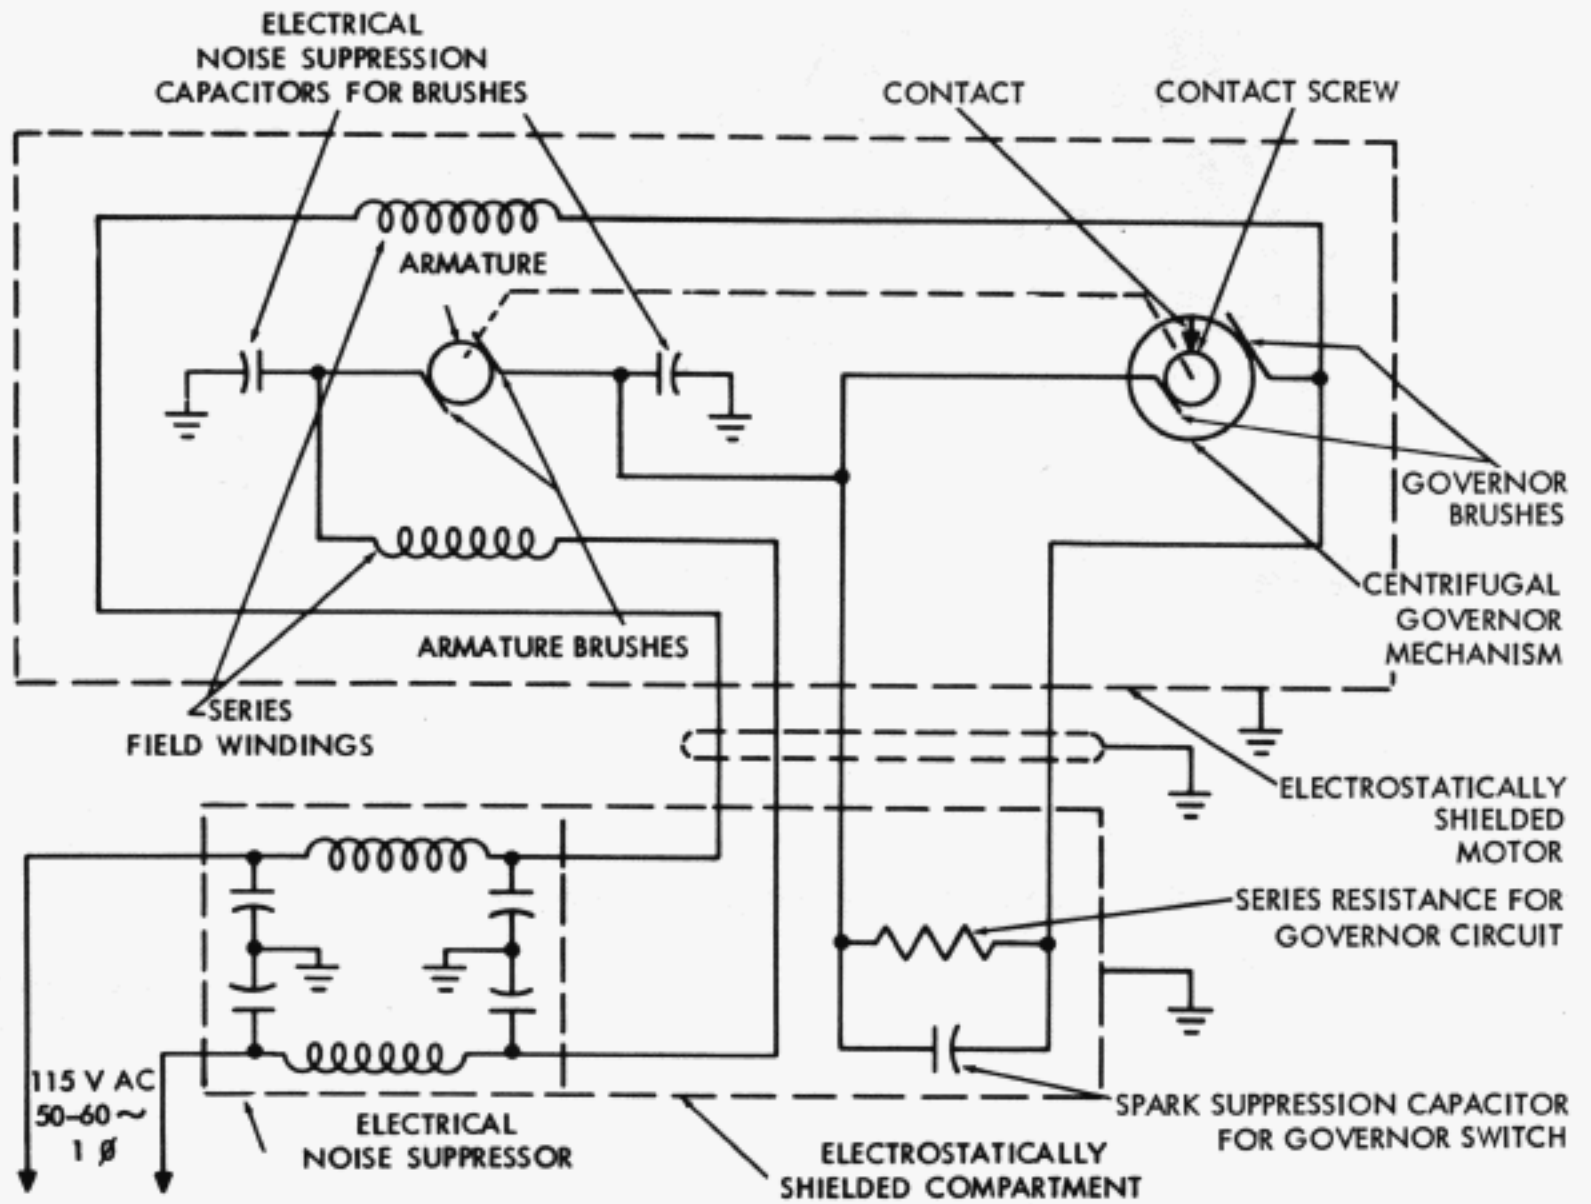 ELECTRICAL
NOISE SUPPRESSION
CAPACITORS FOR BRUSHES
CONTACT
CONTACT SCREW
ARMATURE
GOVERNOR
BRUSHES
CENTRIFUGAL
GOVERNOR
MECHANISM
ARMATURE BRUSHES
SERIES
FIELD WINDINGS
ELECTROSTATICALLY
SHIELDED
MOTOR
SERIES RESISTANCE FOR
GOVERNOR CIRCUIT
115 V AC
50–60 ~
1 Ø
ELECTRICAL
NOISE SUPPRESSOR
ELECTROSTATICALLY
SHIELDED COMPARTMENT
SPARK SUPPRESSION CAPACITOR
FOR GOVERNOR SWITCH